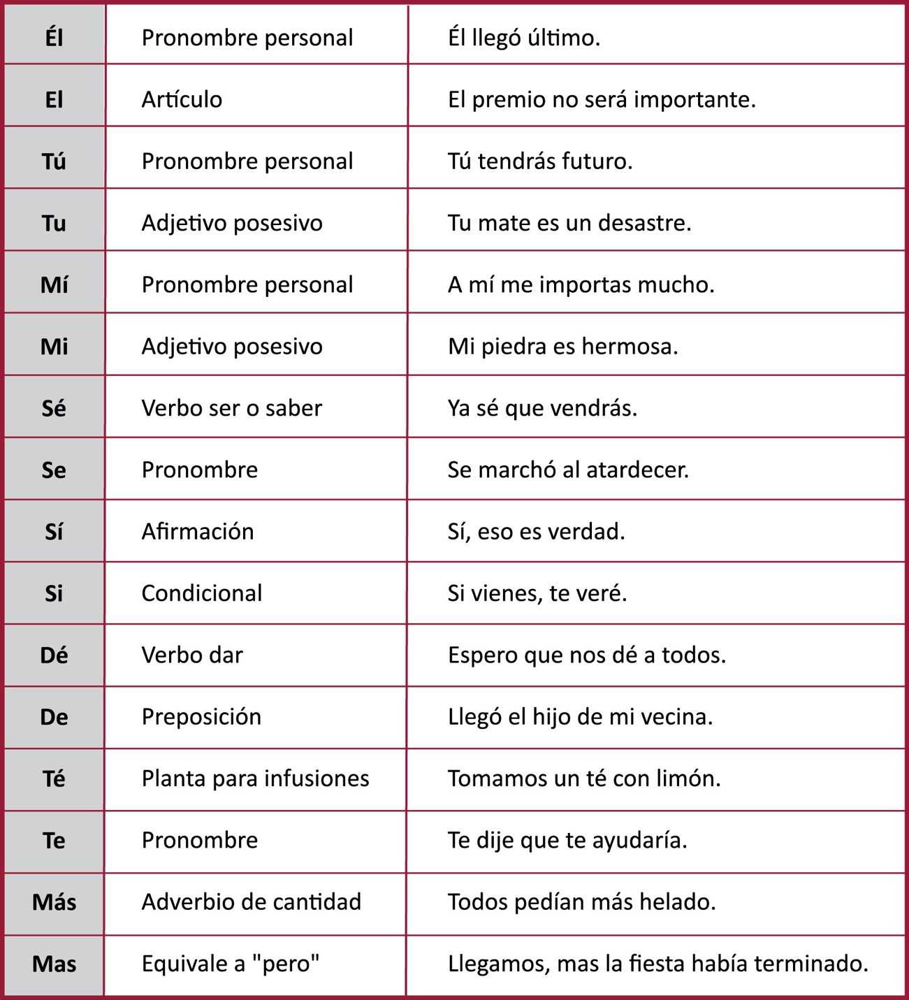 Él Pronombre personal Él llegó último.
El Artículo El premio no será importante.
Tú Pronombre personal Tú tendrás futuro.
Tu Adjetivo posesivo Tu mate es un desastre.
Mí Pronombre personal A mí me importas mucho.
Mi Adjetivo posesivo Mi piedra es hermosa.
Sé Verbo ser o saber Ya sé que vendrás.
Se Pronombre Se marchó al atardecer.
Sí Afirmación Sí, eso es verdad.
Si Condicional Si vienes, te veré.
Dé Verbo dar Espero que nos dé a todos.
De Preposición Llegó el hijo de mi vecina.
Té Planta para infusiones Tomamos un té con limón.
Te Pronombre Te dije que te ayudaría.
Más Adverbio de cantidad Todos pedían más helado.
Mas Equivale a "pero" Llegamos, mas la fiesta había terminado.